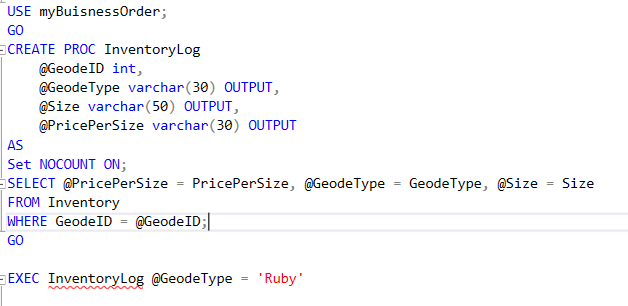 USE myBuisnessOrder;
GO
CREATE PROC InventoryLog
@GeodeID int,
@GeodeType varchar(30) OUTPUT,
@Size varchar(50) OUTPUT,
@PricePerSize varchar(30) OUTPUT
AS
Set NOCOUNT ON;
SELECT @PricePerSize = PricePerSize, @GeodeType = GeodeType, @Size = Size
FROM Inventory
WHERE GeodeID = @GeodeID;
GO
EXEC InventoryLog @GeodeType = 'Ruby'